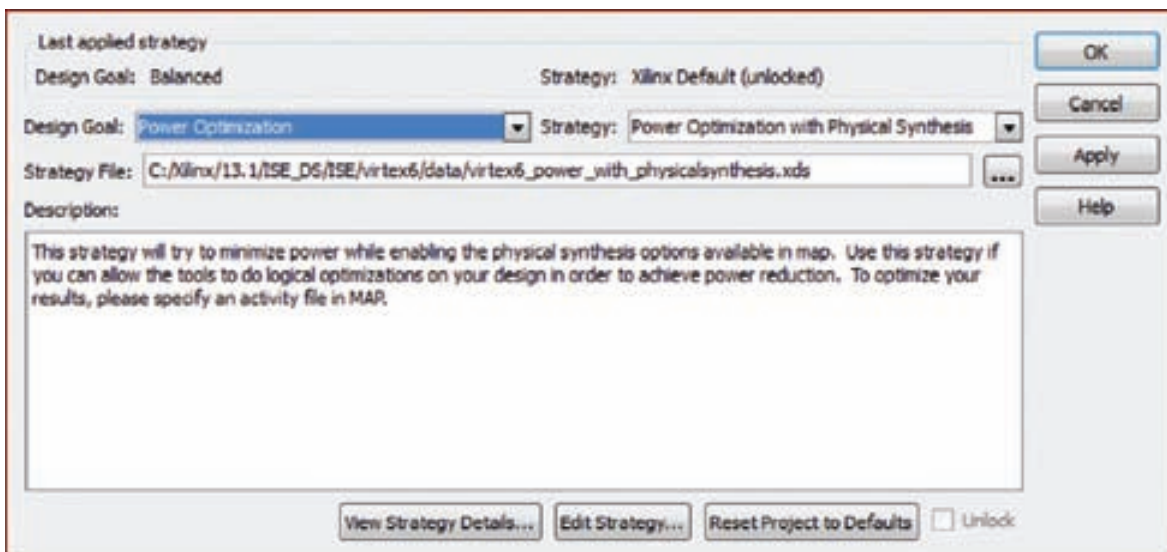 Last applied strategy
Design Goal: Balanced Strategy: Xilinx Default (unlocked)
Design Goal: Power Optimization Strategy: Power Optimization with Physical Synthesis
Strategy File: C:/Xilinx/13.1/ISE_DS/ISE/virtex6/data/virtex6_power_with_physicalsynthesis.xds ...
Description:
This strategy will try to minimize power while enabling the physical synthesis options available in map. Use this strategy if
you can allow the tools to do logical optimizations on your design in order to achieve power reduction. To optimize your
results, please specify an activity file in MAP.
View Strategy Details... Edit Strategy... Reset Project to Defaults Unlock
OK
Cancel
Apply
Help